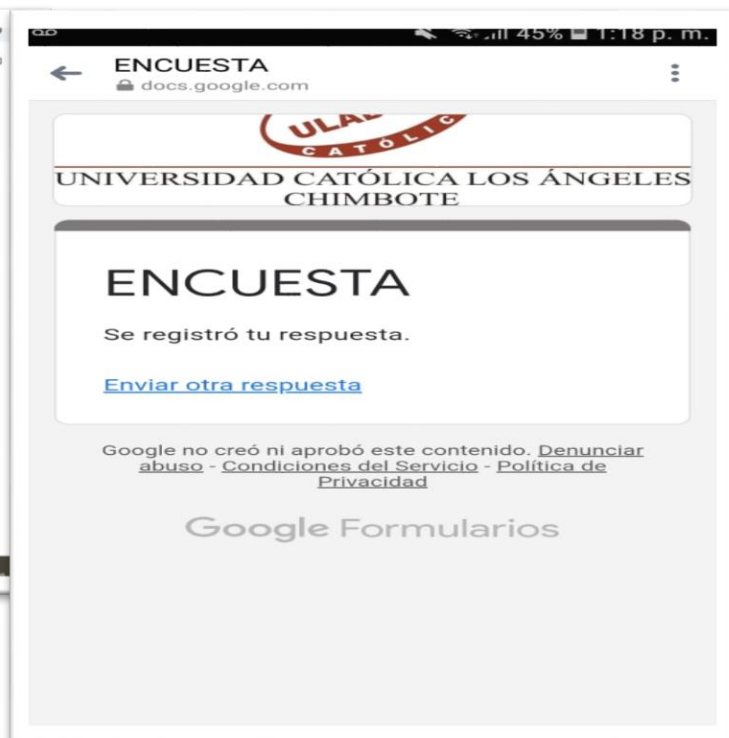 45% 1:18 p. m.
ENCUESTA
docs.google.com
CATÓLIC
UNIVERSIDAD CATÓLICA LOS ÁNGELES
CHIMBOTE
ENCUESTA
Se registró tu respuesta.
Enviar otra respuesta
Google no creó ni aprobó este contenido. Denunciar
abuso - Condiciones del Servicio - Política de
Privacidad
Google Formularios